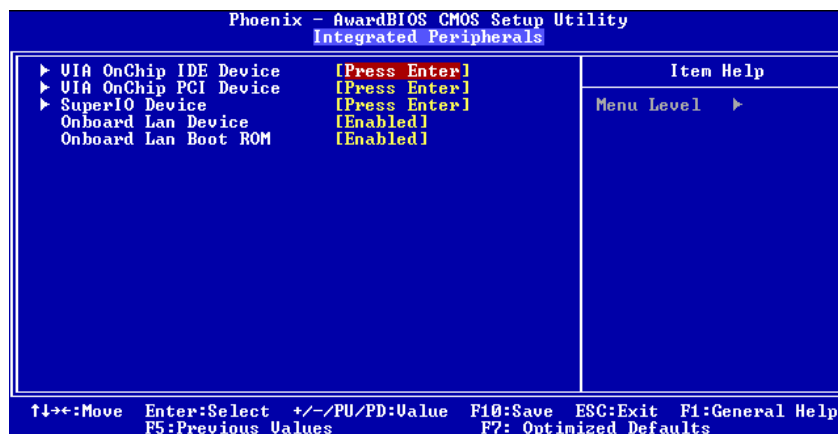 Phoenix - AwardBIOS CMOS Setup Utility
Integrated Peripherals
▶ VIA OnChip IDE Device [Press Enter]
▶ VIA OnChip PCI Device [Press Enter]
▶ SuperIO Device [Press Enter]
Onboard Lan Device [Enabled]
Onboard Lan Boot ROM [Enabled]
Item Help
Menu Level ▶
↑↓→←:Move Enter:Select +/-/PU/PD:Value F10:Save ESC:Exit F1:General Help
F5:Previous Values F7: Optimized Defaults